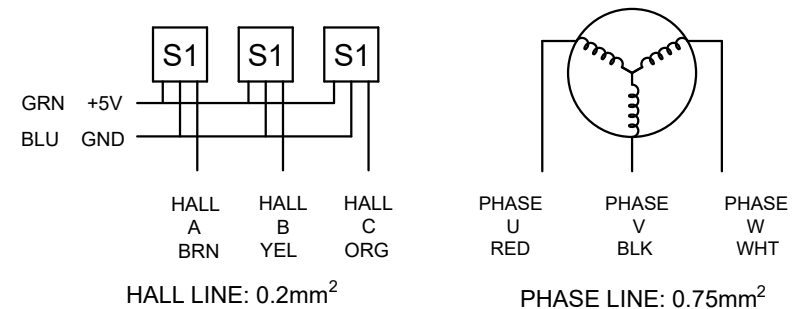 S1 S1 S1
GRN +5V
BLU GND
HALL HALL HALL
A B C
BRN YEL ORG
HALL LINE: 0.2mm²
PHASE PHASE PHASE
U V W
RED BLK WHT
PHASE LINE: 0.75mm²